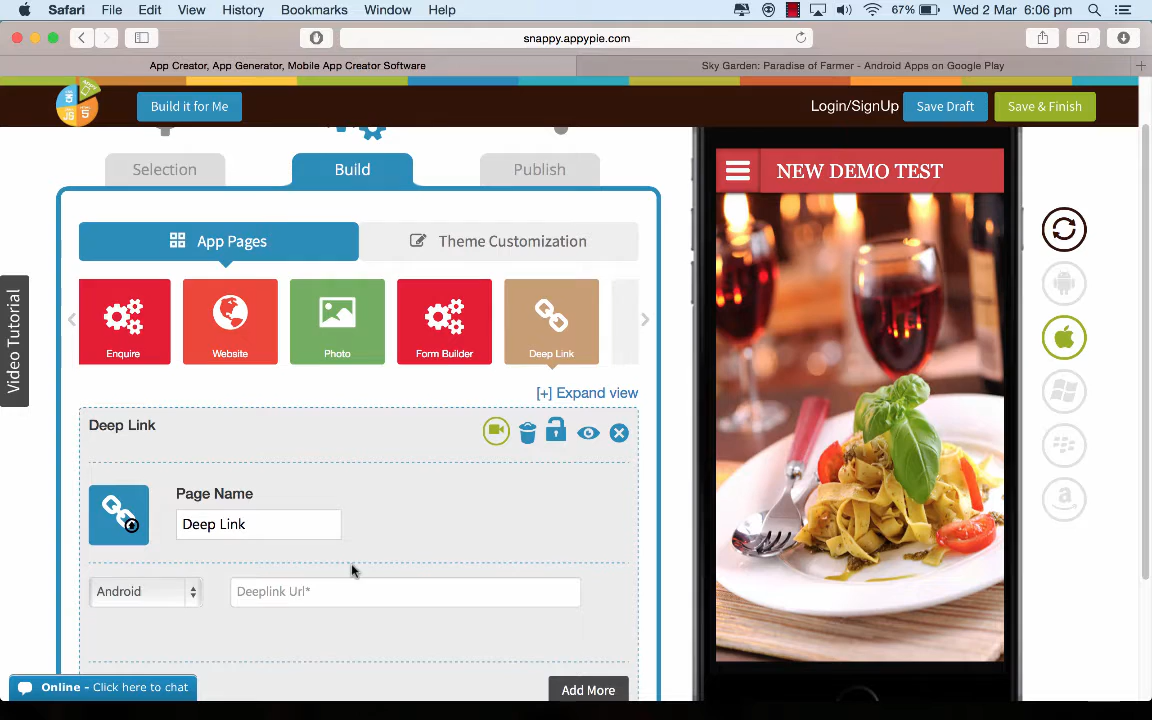 Safari File Edit View History Bookmarks Window Help 67% Wed 2 Mar 6:06 pm
snappy.appypie.com
App Creator, App Generator, Mobile App Creator Software
Sky Garden: Paradise of Farmer - Android Apps on Google Play
Build it for Me
Login/SignUp
Save Draft
Save & Finish
Selection
Build
Publish
NEW DEMO TEST
App Pages
Theme Customization
Video Tutorial
Enquire
Website
Photo
Form Builder
Deep Link
[+] Expand view
Deep Link
Page Name
Deep Link
Android
Deeplink Url*
Online - Click here to chat
Add More